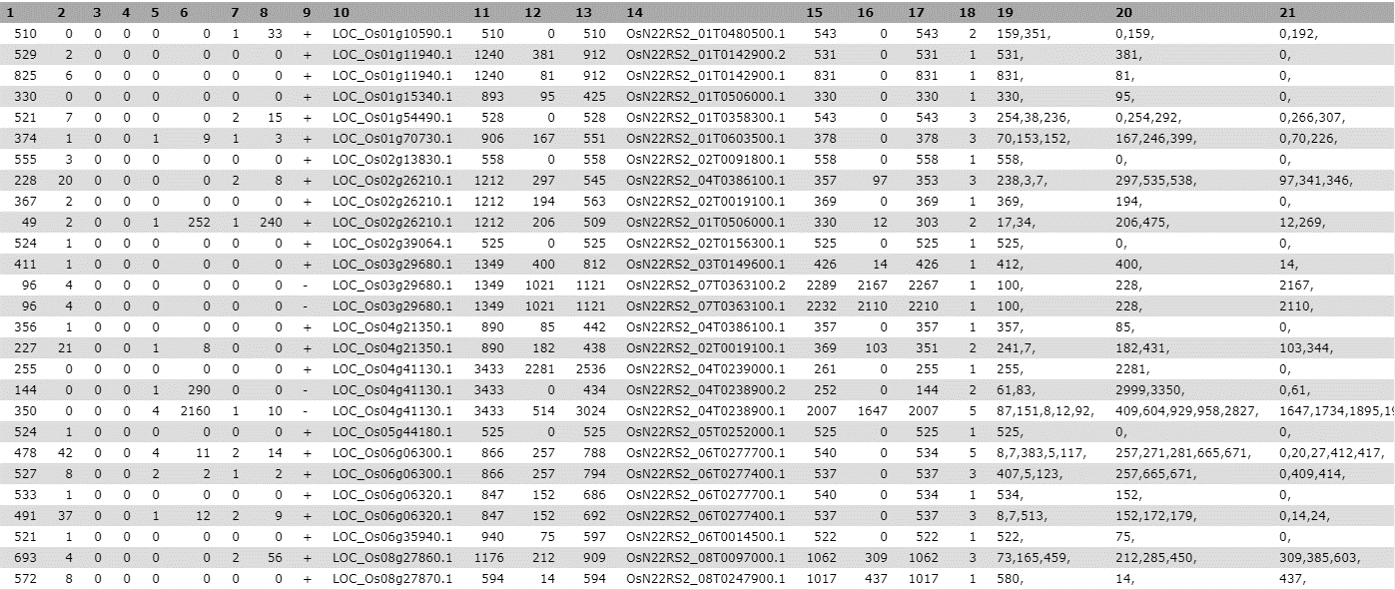 1 2 3 4 5 6 7 8 9 10 11 12 13 14 15 16 17 18 19 20 21
510 0 0 0 0 0 1 33 + LOC_Os01g10590.1 510 0 510 OsN22RS2_01T0480500.1 543 0 543 2 159,351, 0,159, 0,192,
529 2 0 0 0 0 0 0 + LOC_Os01g11940.1 1240 381 912 OsN22RS2_01T0142900.2 531 0 531 1 531, 381, 0,
825 6 0 0 0 0 0 0 + LOC_Os01g11940.1 1240 81 912 OsN22RS2_01T0142900.1 831 0 831 1 831, 81, 0,
330 0 0 0 0 0 0 0 + LOC_Os01g15340.1 893 95 425 OsN22RS2_01T0506000.1 330 0 330 1 330, 95, 0,
521 7 0 0 0 0 2 15 + LOC_Os01g54490.1 528 0 528 OsN22RS2_01T0358300.1 543 0 543 3 254,38,236, 0,254,292, 0,266,307,
374 1 0 0 1 9 1 3 + LOC_Os01g70730.1 906 167 551 OsN22RS2_01T0603500.1 378 0 378 3 70,153,152, 167,246,399, 0,70,226,
555 3 0 0 0 0 0 0 + LOC_Os02g13830.1 558 0 558 OsN22RS2_02T0091800.1 558 0 558 1 558, 0, 0,
228 20 0 0 0 0 2 8 + LOC_Os02g26210.1 1212 297 545 OsN22RS2_04T0386100.1 357 97 353 3 238,3,7, 297,535,538, 97,341,346,
367 2 0 0 0 0 0 0 + LOC_Os02g26210.1 1212 194 563 OsN22RS2_02T0019100.1 369 0 369 1 369, 194, 0,
49 2 0 0 1 252 1 240 + LOC_Os02g26210.1 1212 206 509 OsN22RS2_01T0506000.1 330 12 303 2 17,34, 206,475, 12,269,
524 1 0 0 0 0 0 0 + LOC_Os02g39064.1 525 0 525 OsN22RS2_02T0156300.1 525 0 525 1 525, 0, 0,
411 1 0 0 0 0 0 0 + LOC_Os03g29680.1 1349 400 812 OsN22RS2_03T0149600.1 426 14 426 1 412, 400, 14,
96 4 0 0 0 0 0 0 - LOC_Os03g29680.1 1349 1021 1121 OsN22RS2_07T0363100.2 2289 2167 2267 1 100, 228, 2167,
96 4 0 0 0 0 0 0 - LOC_Os03g29680.1 1349 1021 1121 OsN22RS2_07T0363100.1 2232 2110 2210 1 100, 228, 2110,
356 1 0 0 0 0 0 0 + LOC_Os04g21350.1 890 85 442 OsN22RS2_04T0386100.1 357 0 357 1 357, 85, 0,
227 21 0 0 1 8 0 0 + LOC_Os04g21350.1 890 182 438 OsN22RS2_02T0019100.1 369 103 351 2 241,7, 182,431, 103,344,
255 0 0 0 0 0 0 0 + LOC_Os04g41130.1 3433 2281 2536 OsN22RS2_04T0239000.1 261 0 255 1 255, 2281, 0,
144 0 0 0 1 290 0 0 - LOC_Os04g41130.1 3433 0 434 OsN22RS2_04T0238900.2 252 0 144 2 61,83, 2999,3350, 0,61,
350 0 0 0 4 2160 1 10 - LOC_Os04g41130.1 3433 514 3024 OsN22RS2_04T0238900.1 2007 1647 2007 5 87,151,8,12,92, 409,604,929,958,2827, 1647,1734,1895,19
524 1 0 0 0 0 0 0 + LOC_Os05g44180.1 525 0 525 OsN22RS2_05T0252000.1 525 0 525 1 525, 0, 0,
478 42 0 0 4 11 2 14 + LOC_Os06g06300.1 866 257 788 OsN22RS2_06T0277700.1 540 0 534 5 8,7,383,5,117, 257,271,281,665,671, 0,20,27,412,417,
527 8 0 0 2 2 1 2 + LOC_Os06g06300.1 866 257 794 OsN22RS2_06T0277400.1 537 0 537 3 407,5,123, 257,665,671, 0,409,414,
533 1 0 0 0 0 0 0 + LOC_Os06g06320.1 847 152 686 OsN22RS2_06T0277700.1 540 0 534 1 534, 152, 0,
491 37 0 0 1 12 2 9 + LOC_Os06g06320.1 847 152 692 OsN22RS2_06T0277400.1 537 0 537 3 8,7,513, 152,172,179, 0,14,24,
521 1 0 0 0 0 0 0 + LOC_Os06g35940.1 940 75 597 OsN22RS2_06T0014500.1 522 0 522 1 522, 75, 0,
693 4 0 0 0 0 2 56 + LOC_Os08g27860.1 1176 212 909 OsN22RS2_08T0097000.1 1062 309 1062 3 73,165,459, 212,285,450, 309,385,603,
572 8 0 0 0 0 0 0 + LOC_Os08g27870.1 594 14 594 OsN22RS2_08T0247900.1 1017 437 1017 1 580, 14, 437,